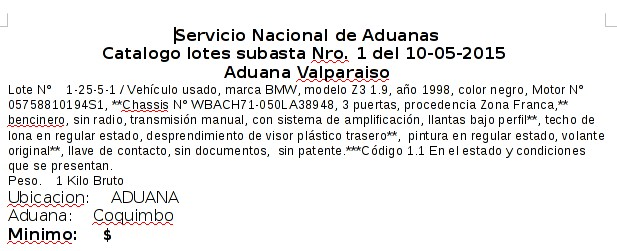 Servicio Nacional de Aduanas
Catalogo lotes subasta Nro. 1 del 10-05-2015
Aduana Valparaiso
Lote N° 1-25-5-1 / Vehículo usado, marca BMW, modelo Z3 1.9, año 1998, color negro, Motor N°
05758810194S1, **Chassis N° WBACH71-050LA38948, 3 puertas, procedencia Zona Franca,**
bencinero, sin radio, transmisión manual, con sistema de amplificación, llantas bajo perfil**, techo de
lona en regular estado, desprendimiento de visor plástico trasero**, pintura en regular estado, volante
original**, llave de contacto, sin documentos, sin patente.***Código 1.1 En el estado y condiciones
que se presentan.
Peso. 1 Kilo Bruto
Ubicacion: ADUANA
Aduana: Coquimbo
Minimo: $